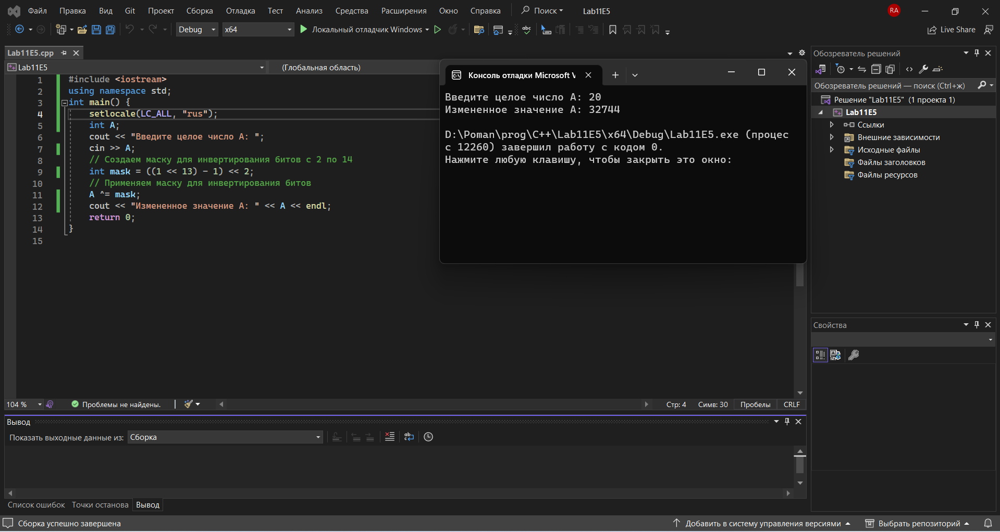 Файл Правка Вид Git Проект Сборка Отладка Тест Анализ Средства Расширения Окно Справка Поиск Lab11E5 RA
Debug x64 Локальный отладчик Windows Live Share
Lab11E5.cpp
Lab11E5 (Глобальная область)
1 #include <iostream>
2 using namespace std;
3 int main() {
4 setlocale(LC_ALL, "rus");
5 int A;
6 cout << "Введите целое число A: ";
7 cin >> A;
8 // Создаем маску для инвертирования битов с 2 по 14
9 int mask = ((1 << 13) - 1) << 2;
10 // Применяем маску для инвертирования битов
11 A ^= mask;
12 cout << "Измененное значение A: " << A << endl;
13 return 0;
14 }
15
Консоль отладки Microsoft V
Введите целое число A: 20
Измененное значение A: 32744
D:\Poman\prog\C++\Lab11E5\x64\Debug\Lab11E5.exe (процес
с 12260) завершил работу с кодом 0.
Нажмите любую клавишу, чтобы закрыть это окно:
Обозреватель решений
Обозреватель решений — поиск (Ctrl+ж)
Решение "Lab11E5" (1 проекта 1)
Lab11E5
Ссылки
Внешние зависимости
Исходные файлы
Файлы заголовков
Файлы ресурсов
Свойства
104 % Проблемы не найдены. Стр: 4 Симв: 30 Пробелы CRLF
Вывод
Показать выходные данные из: Сборка
Список ошибок Точки останова Вывод
Сборка успешно завершена Добавить в систему управления версиями Выбрать репозиторий